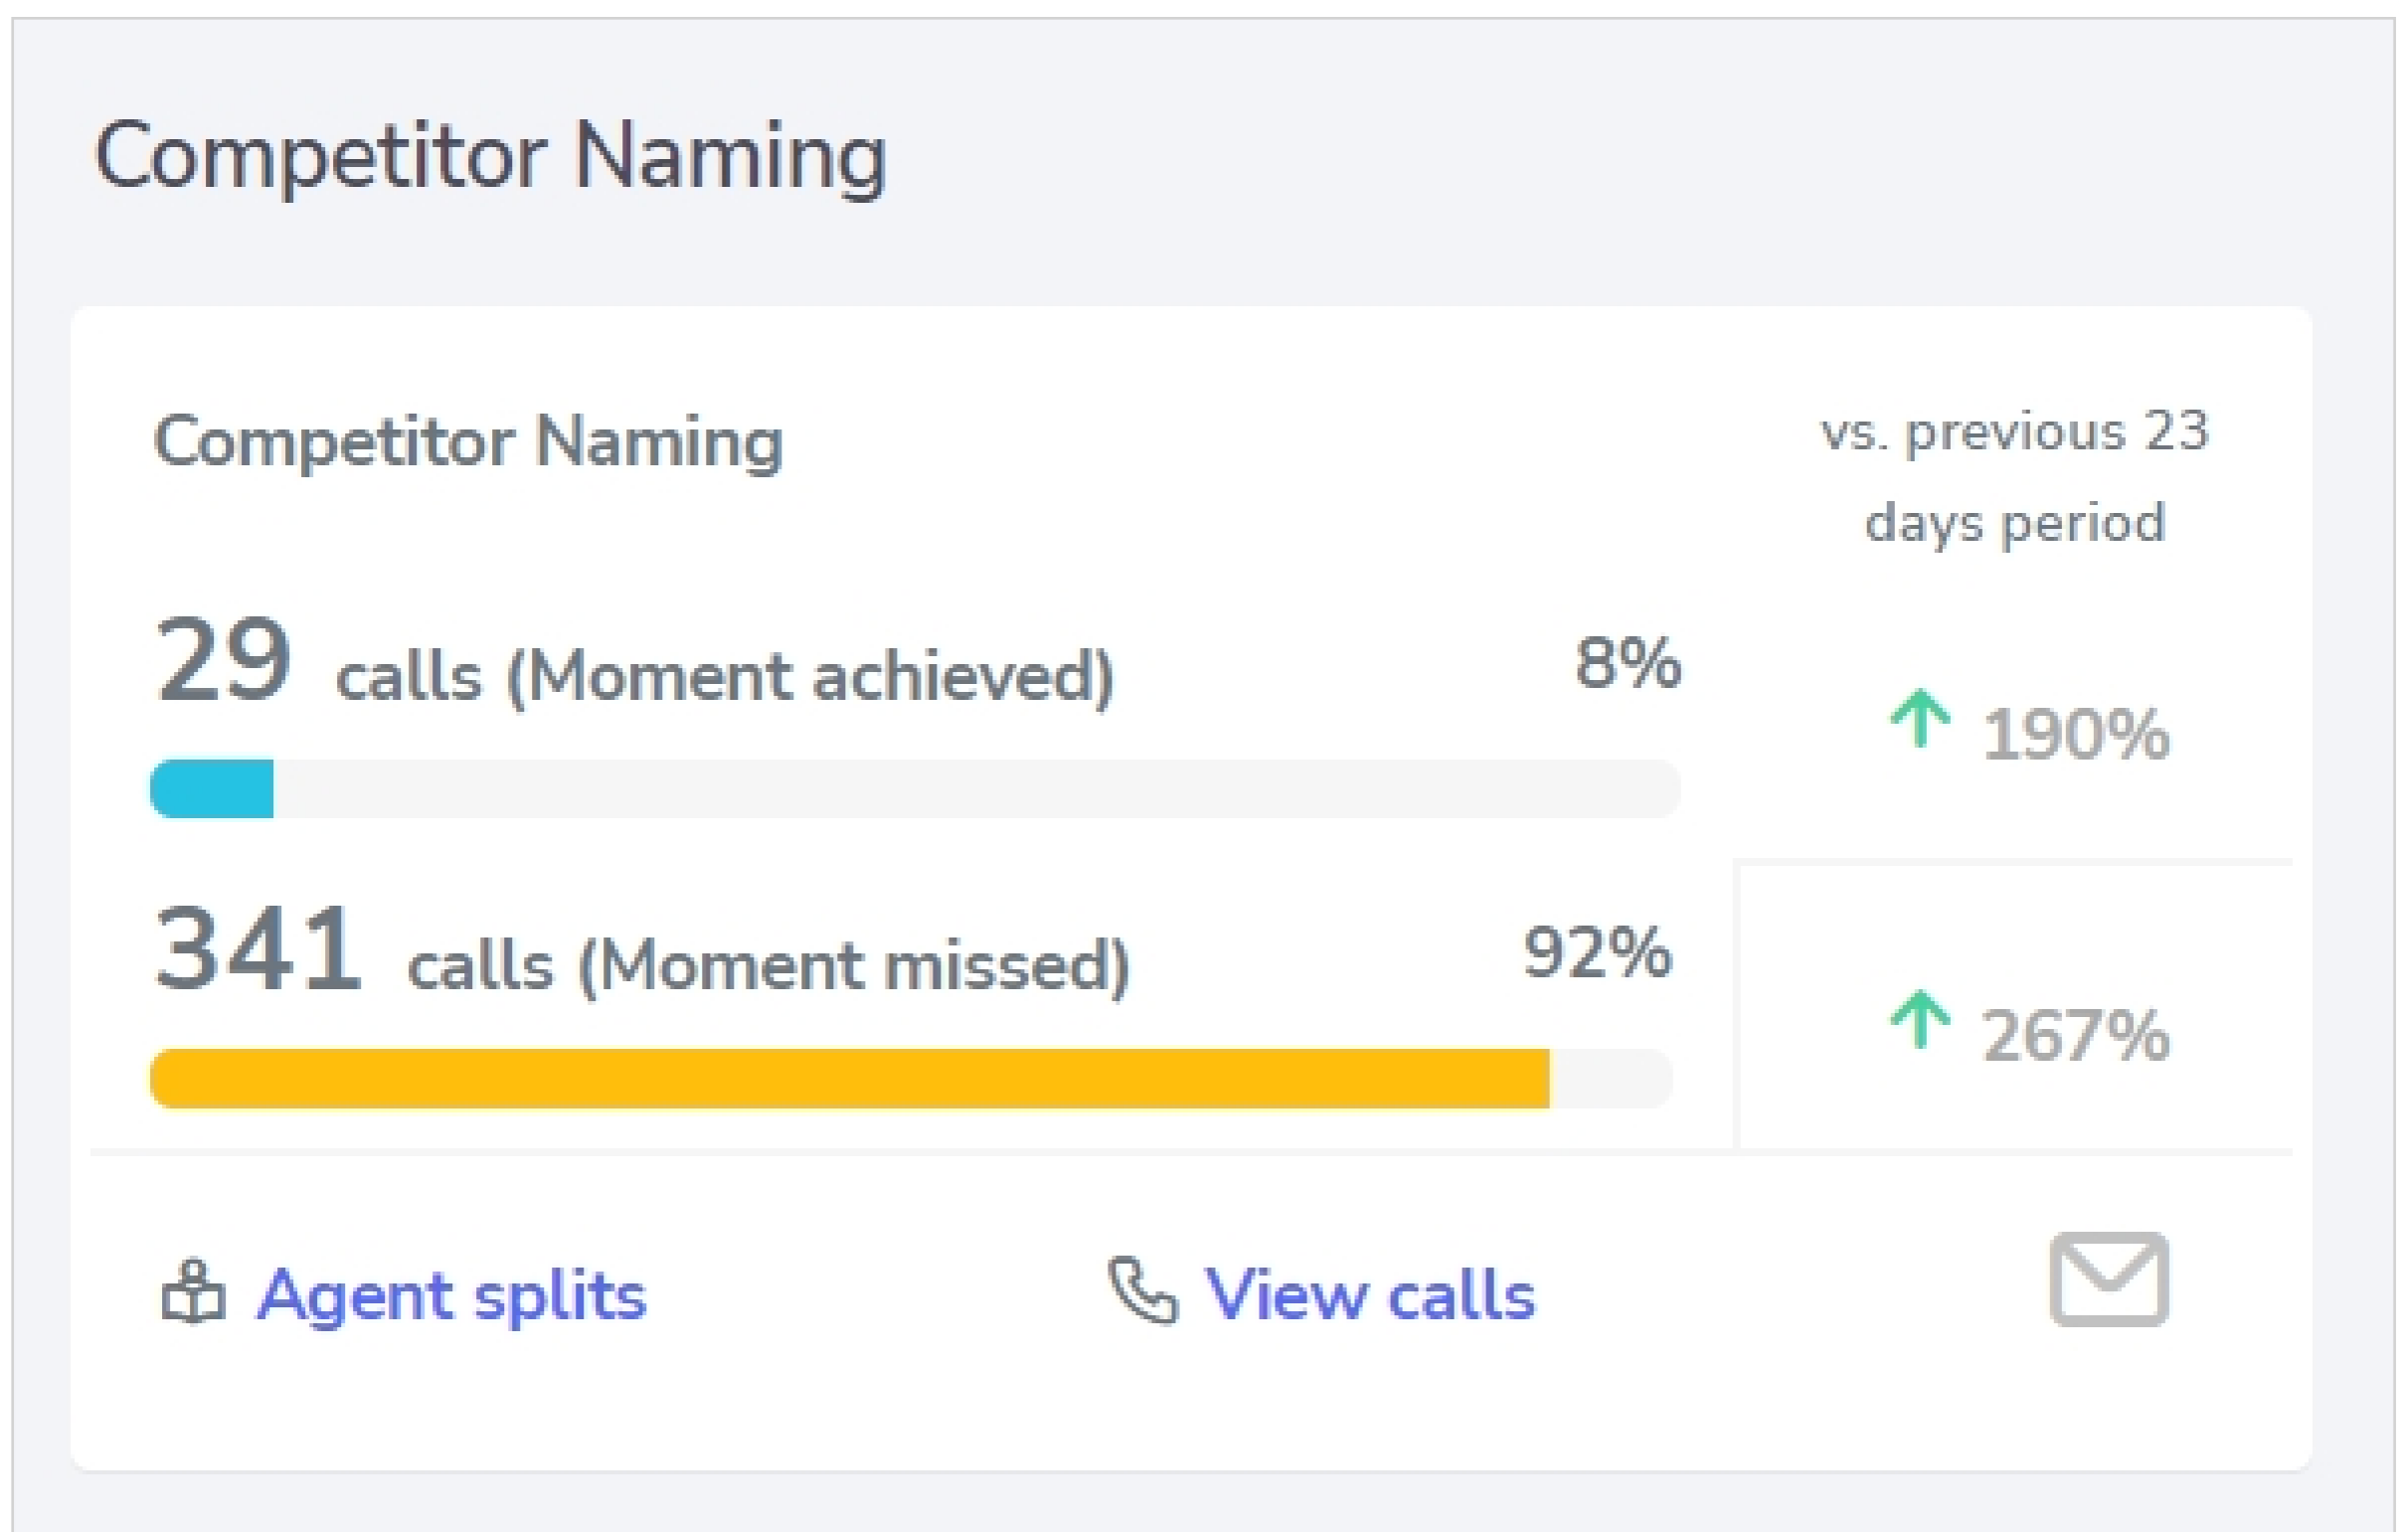 Competitor Naming
Competitor Naming
vs. previous 23
days period
29 calls (Moment achieved) 8%
190%
341 calls (Moment missed) 92%
267%
Agent splits
View calls